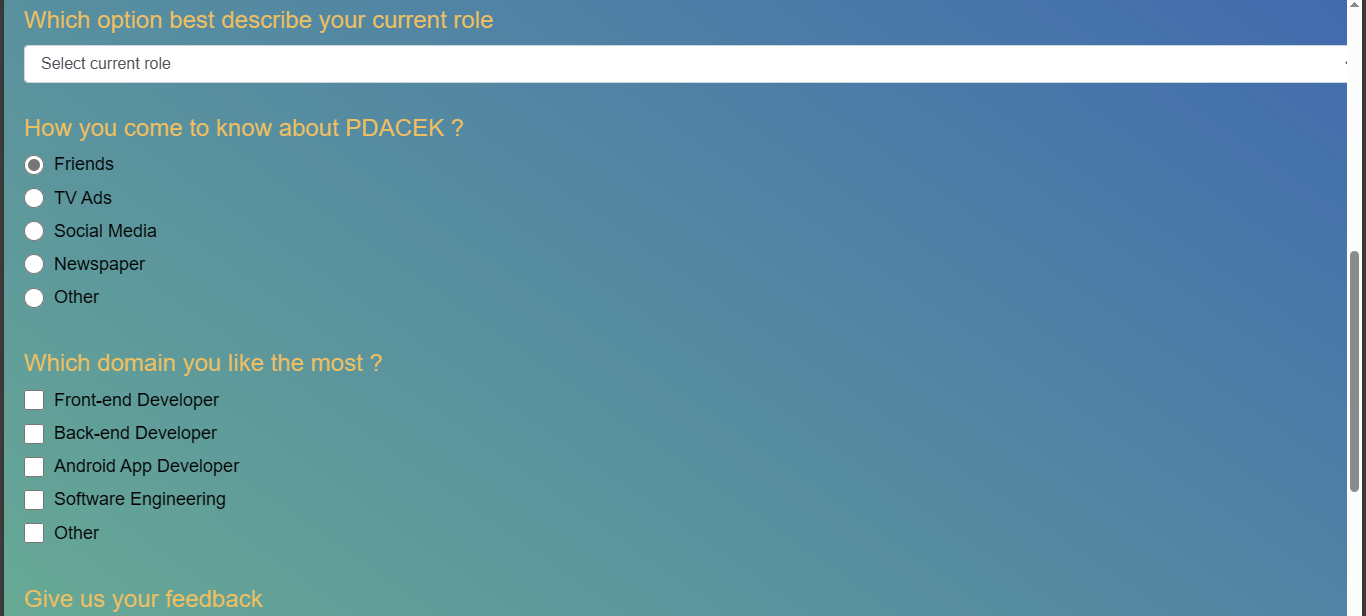 Which option best describe your current role
Select current role
How you come to know about PDACEK ?
Friends
TV Ads
Social Media
Newspaper
Other
Which domain you like the most ?
Front-end Developer
Back-end Developer
Android App Developer
Software Engineering
Other
Give us your feedback